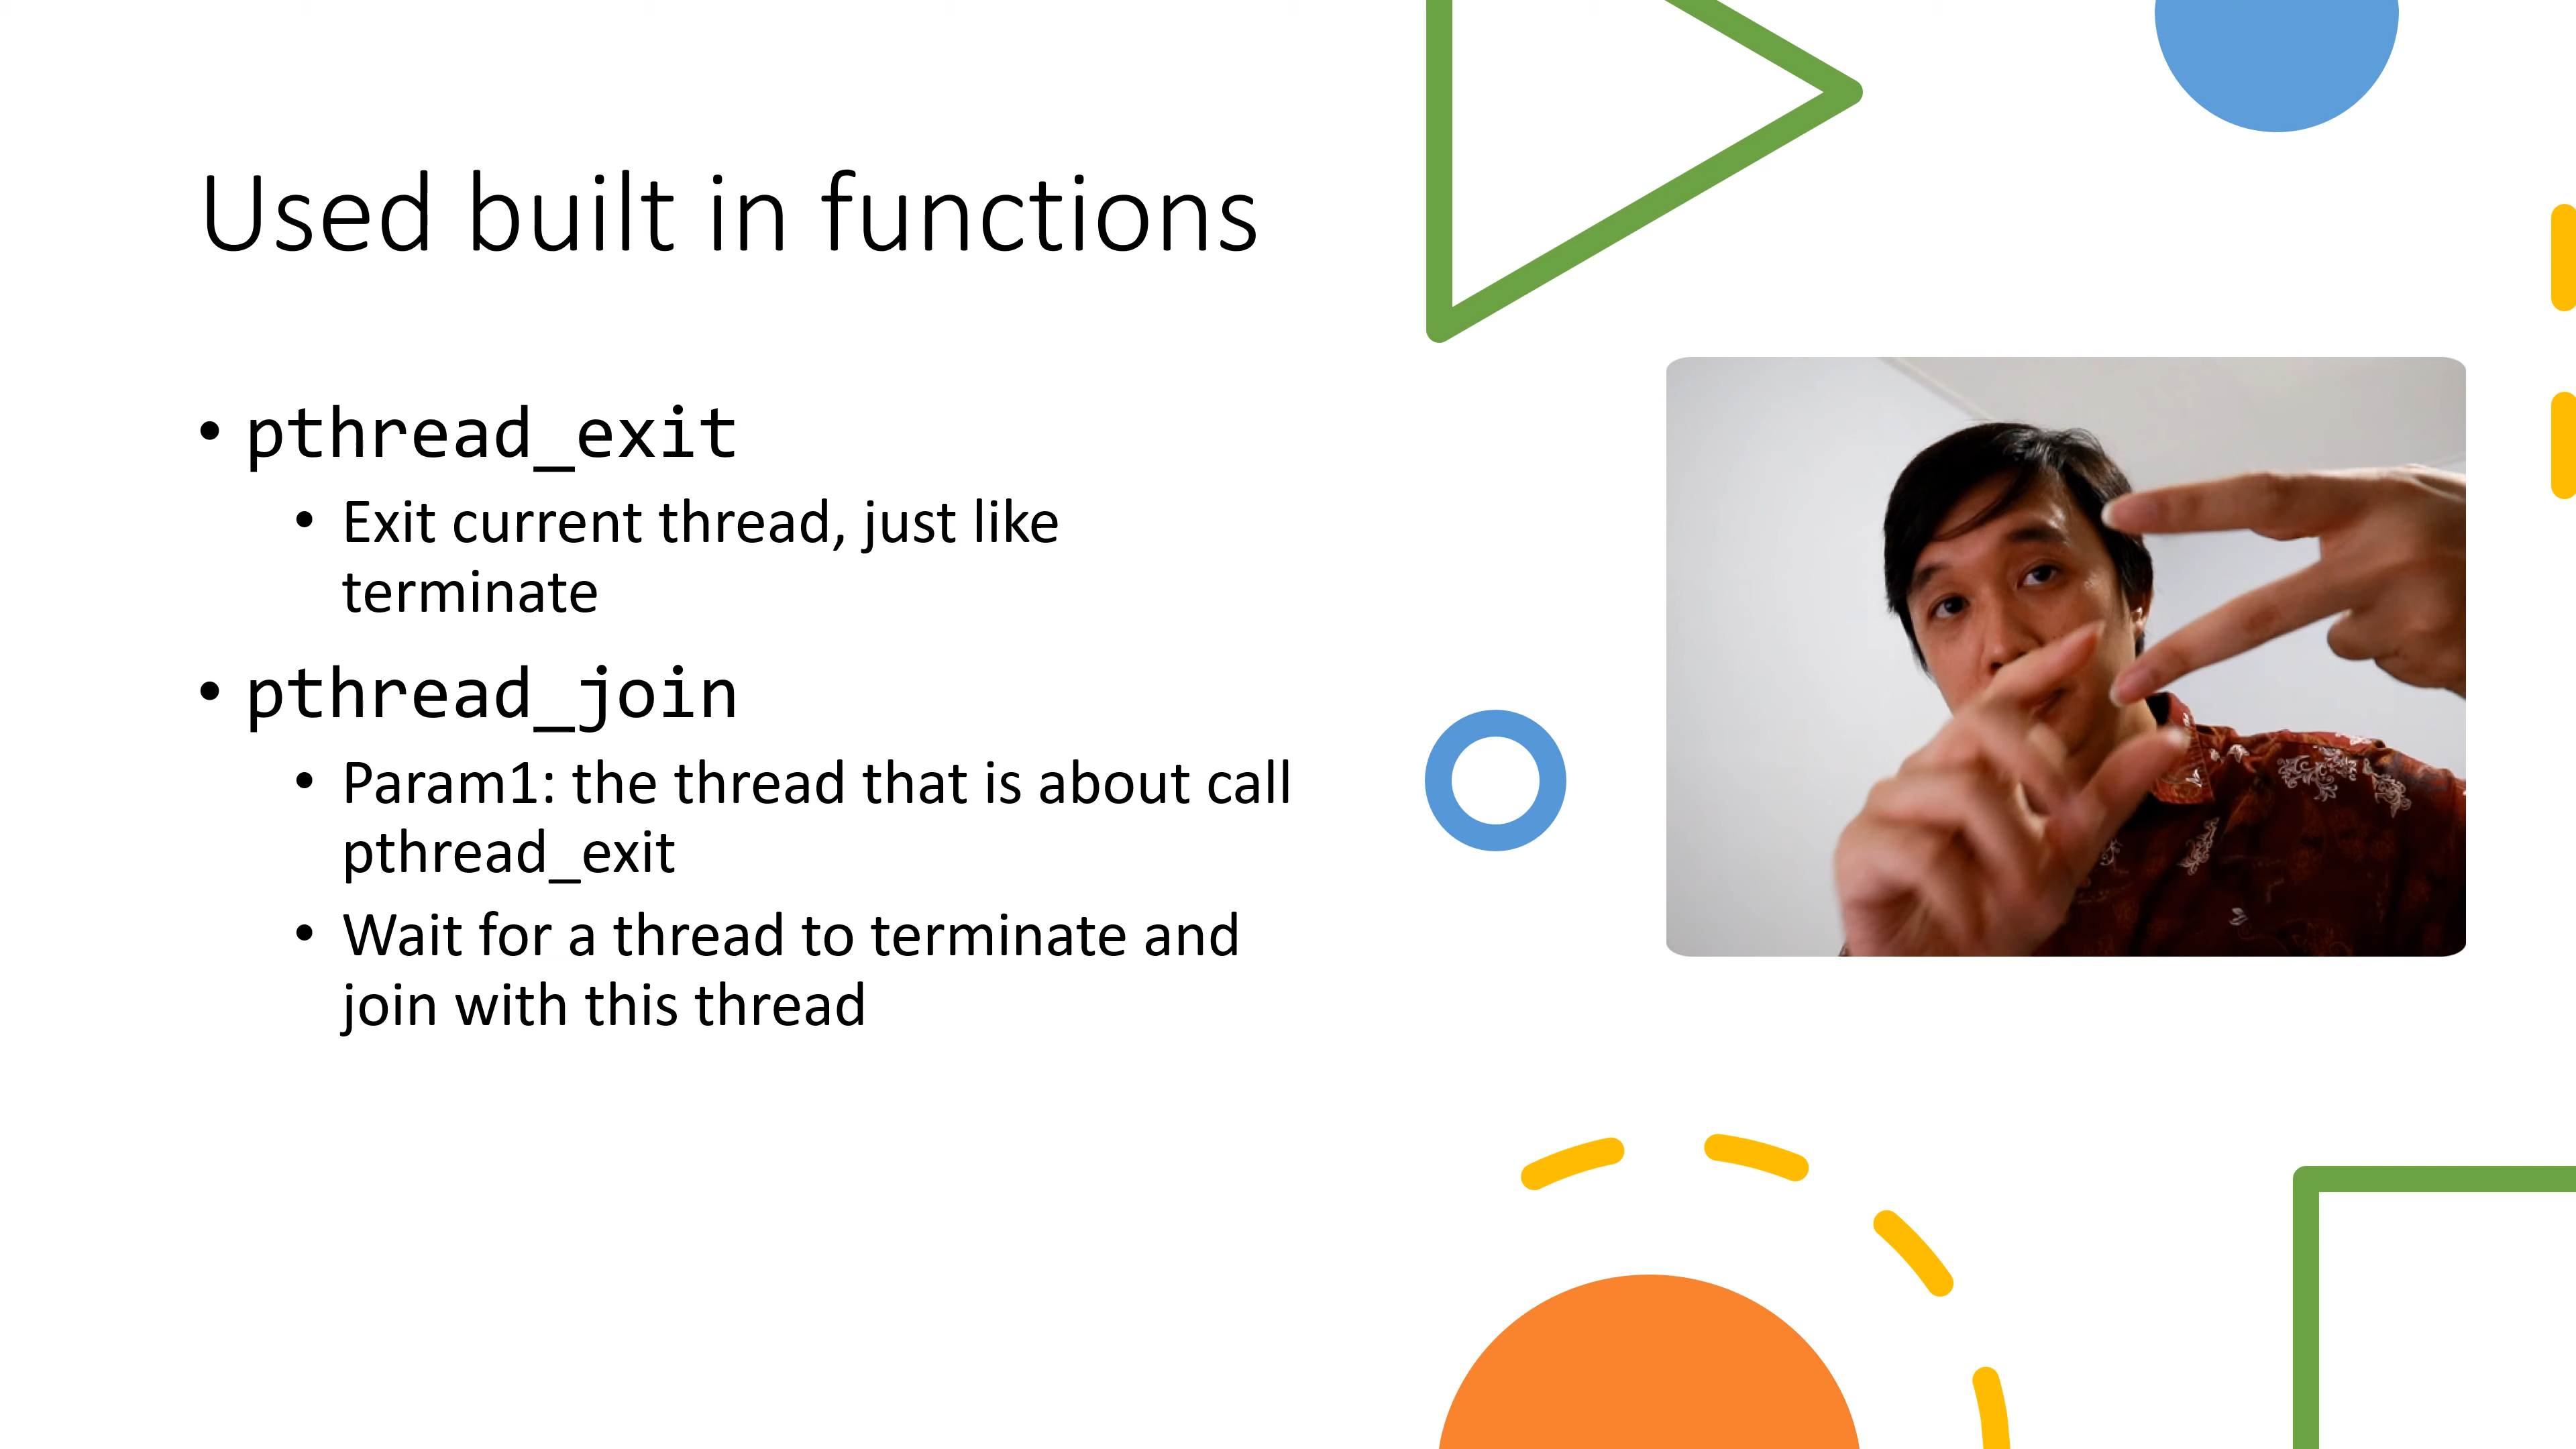 Used built in functions
• pthread_exit
• Exit current thread, just like
terminate
• pthread_join
• Param1: the thread that is about call
pthread_exit
• Wait for a thread to terminate and
join with this thread